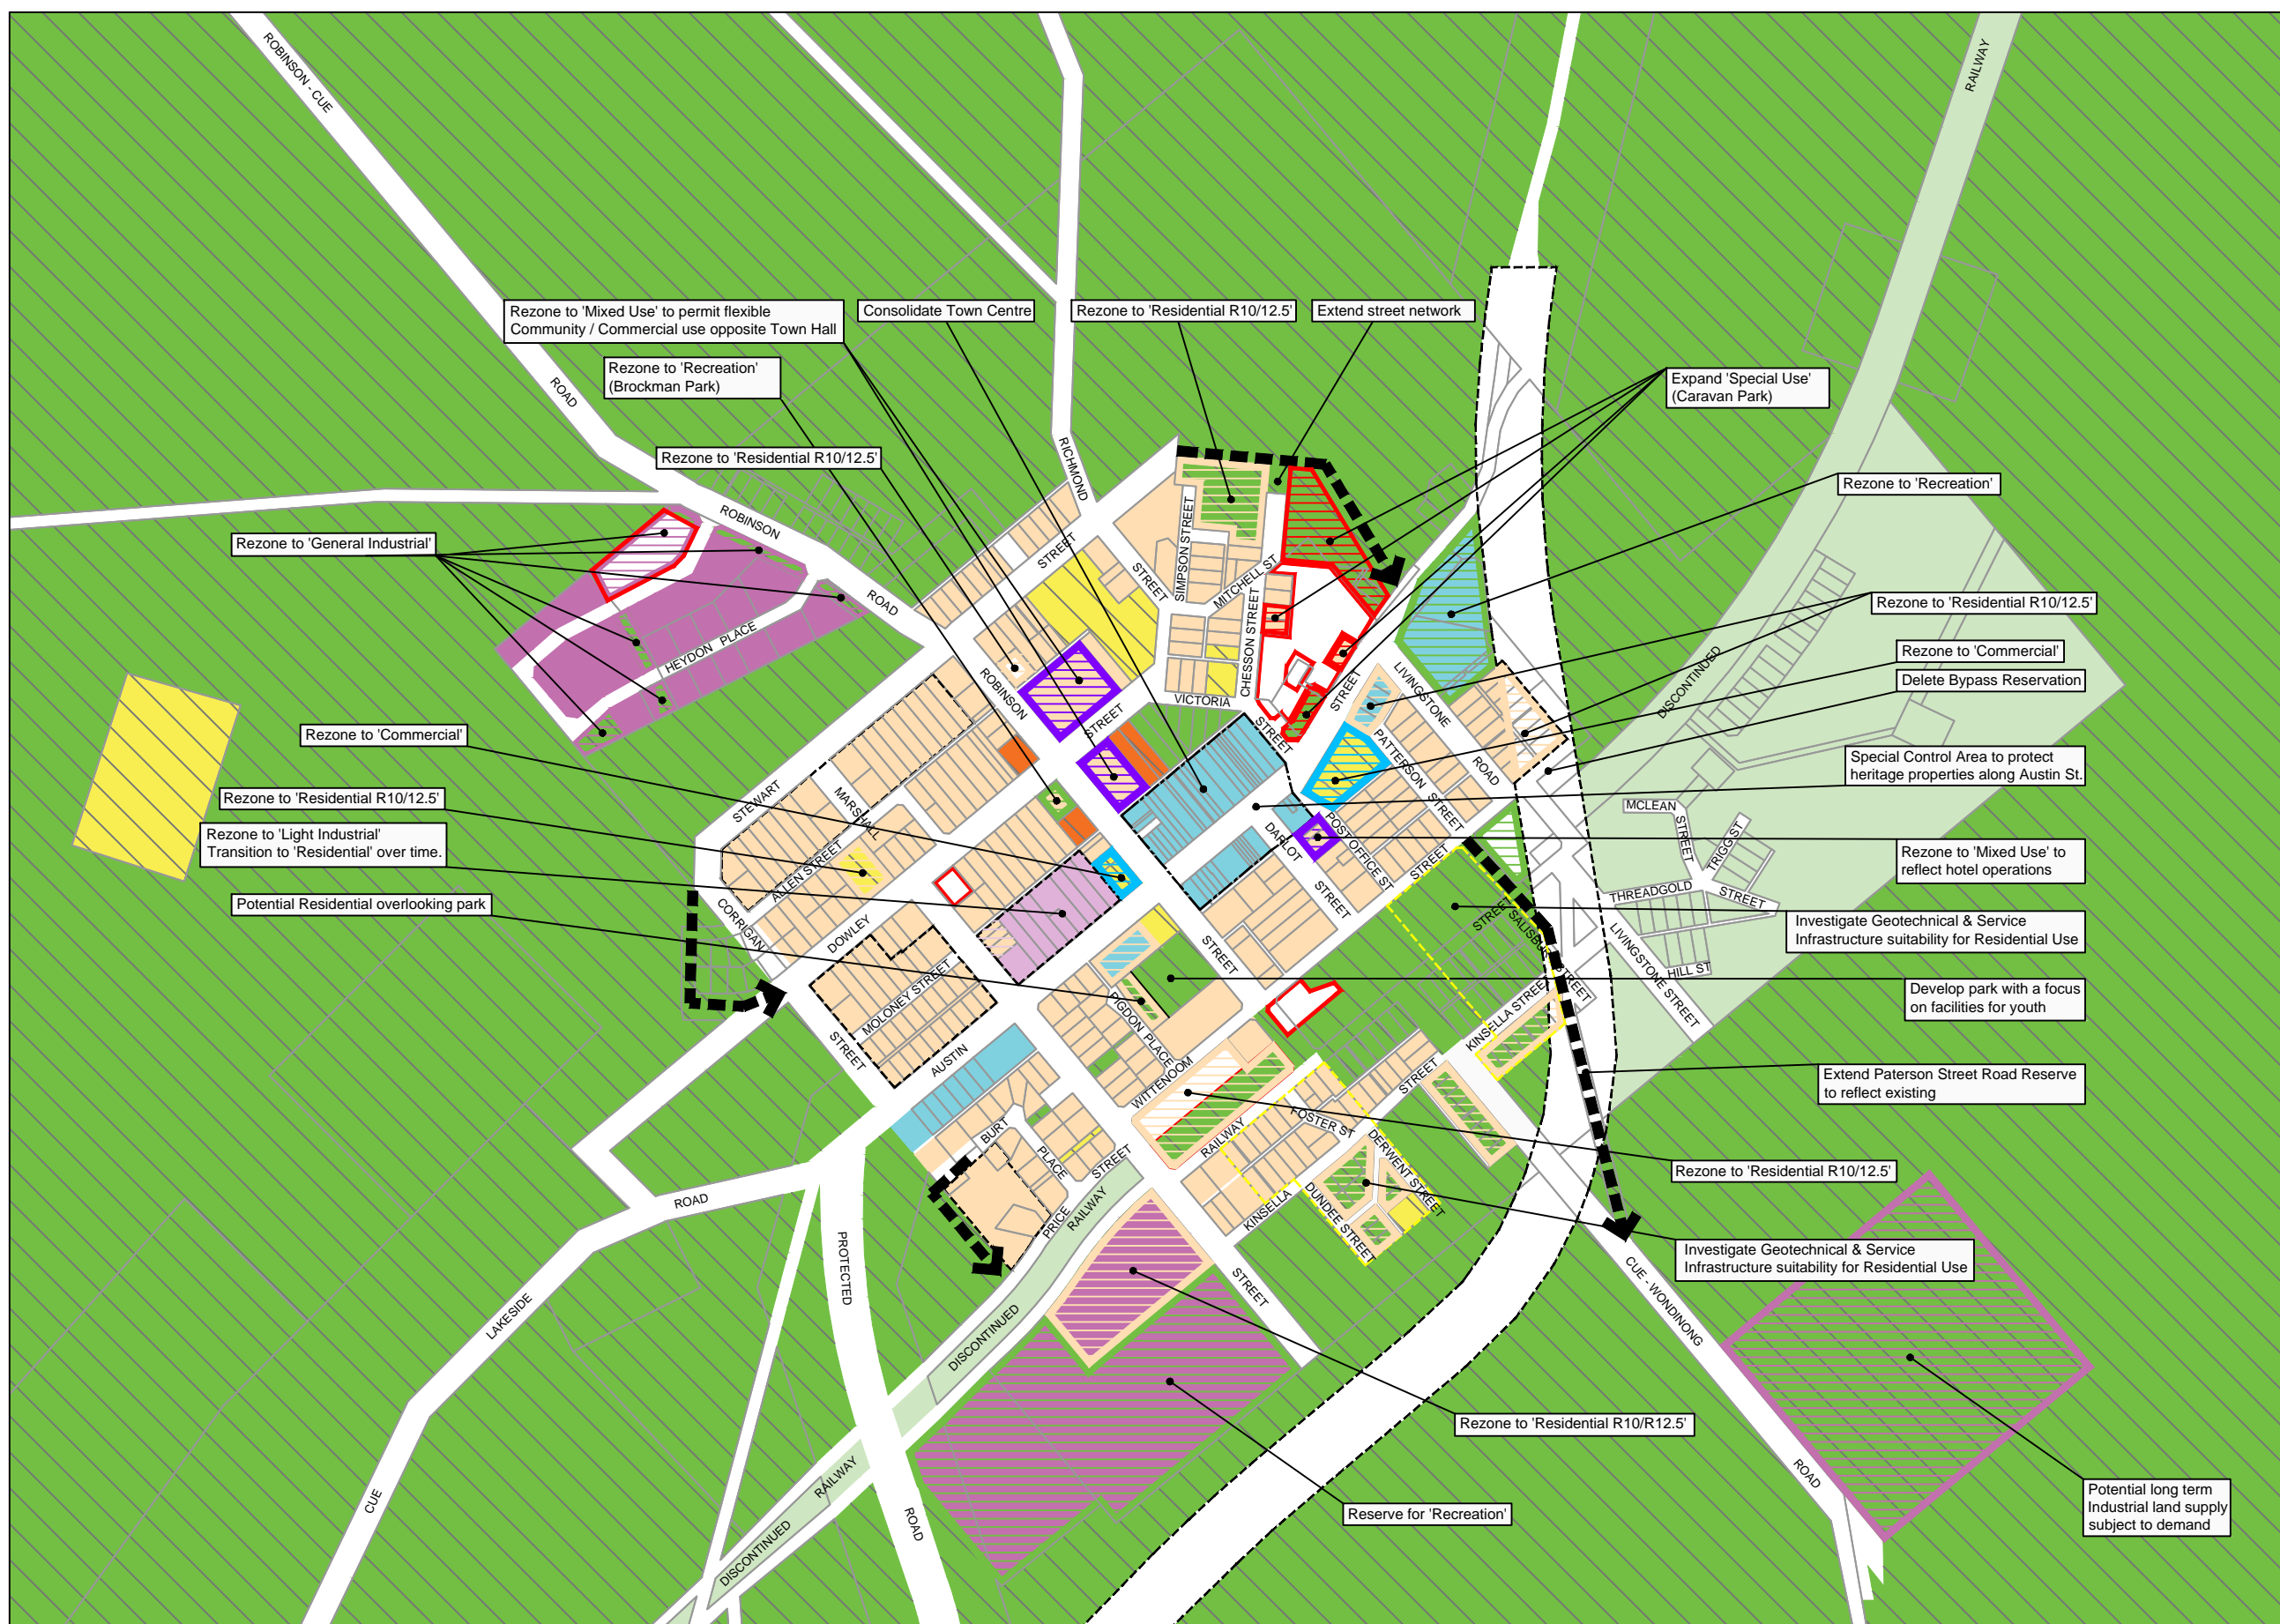 ROBINSON - CUE
ROAD
RAILWAY
Rezone to 'Mixed Use' to permit flexible
Community / Commercial use opposite Town Hall
Consolidate Town Centre
Rezone to 'Residential R10/12.5'
Extend street network
Rezone to 'Recreation'
(Brockman Park)
Expand 'Special Use'
(Caravan Park)
Rezone to 'Residential R10/12.5'
RICHMOND
STREET
Rezone to 'Recreation'
ROBINSON
ROAD
Rezone to 'General Industrial'
STREET
SIMPSON STREET
MITCHELL ST
CHESSON STREET
Rezone to 'Residential R10/12.5'
HEYDON PLACE
Rezone to 'Commercial'
Delete Bypass Reservation
VICTORIA
STREET
ROBINSON
STREET
STREET
LIVINGSTONE
ROAD
DISCONTINUED
Rezone to 'Commercial'
PATTERSON STREET
Special Control Area to protect
heritage properties along Austin St.
STEWART
MARSHALL
Rezone to 'Residential R10/12.5'
MCLEAN
STREET
TRIGGST
Rezone to 'Light Industrial'
Transition to 'Residential' over time.
ALLEN STREET
DARLOT
STREET
POST OFFICE ST
STREET
Rezone to 'Mixed Use' to
reflect hotel operations
THREADGOLD
STREET
Potential Residential overlooking park
CORRIGAN
STREET
DOWLEY
STREET
STREET
SALISBURY
STREET
Investigate Geotechnical & Service
Infrastructure suitability for Residential Use
LIVINGSTONE STREET
HILL ST
MOLONEY STREET
PIGDON PLACE
Develop park with a focus
on facilities for youth
AUSTIN
KINSELLA STREET
WITTENOOM
STREET
Extend Paterson Street Road Reserve
to reflect existing
BURT
PLACE
STREET
RAILWAY
FOSTER ST
DERWENT STREET
Rezone to 'Residential R10/12.5'
ROAD
PRICE
RAILWAY
KINSELLA
DUNDEE STREET
PROTECTED
ROAD
STREET
Investigate Geotechnical & Service
Infrastructure suitability for Residential Use
CUE - WONDINONG
ROAD
LAKESIDE
CUE
DISCONTINUED
Rezone to 'Residential R10/R12.5'
RAILWAY
DISCONTINUED
Reserve for 'Recreation'
Potential long term
Industrial land supply
subject to demand